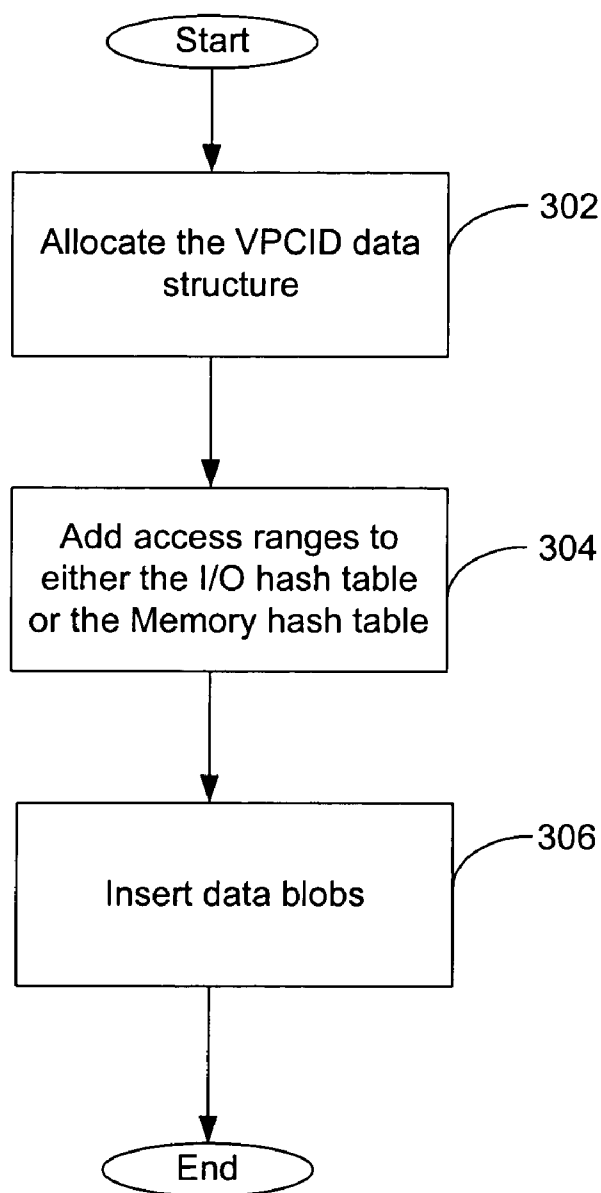 Start
302
Allocate the VPCID data
structure
304
Add access ranges to
either the I/O hash table
or the Memory hash table
306
Insert data blobs
End